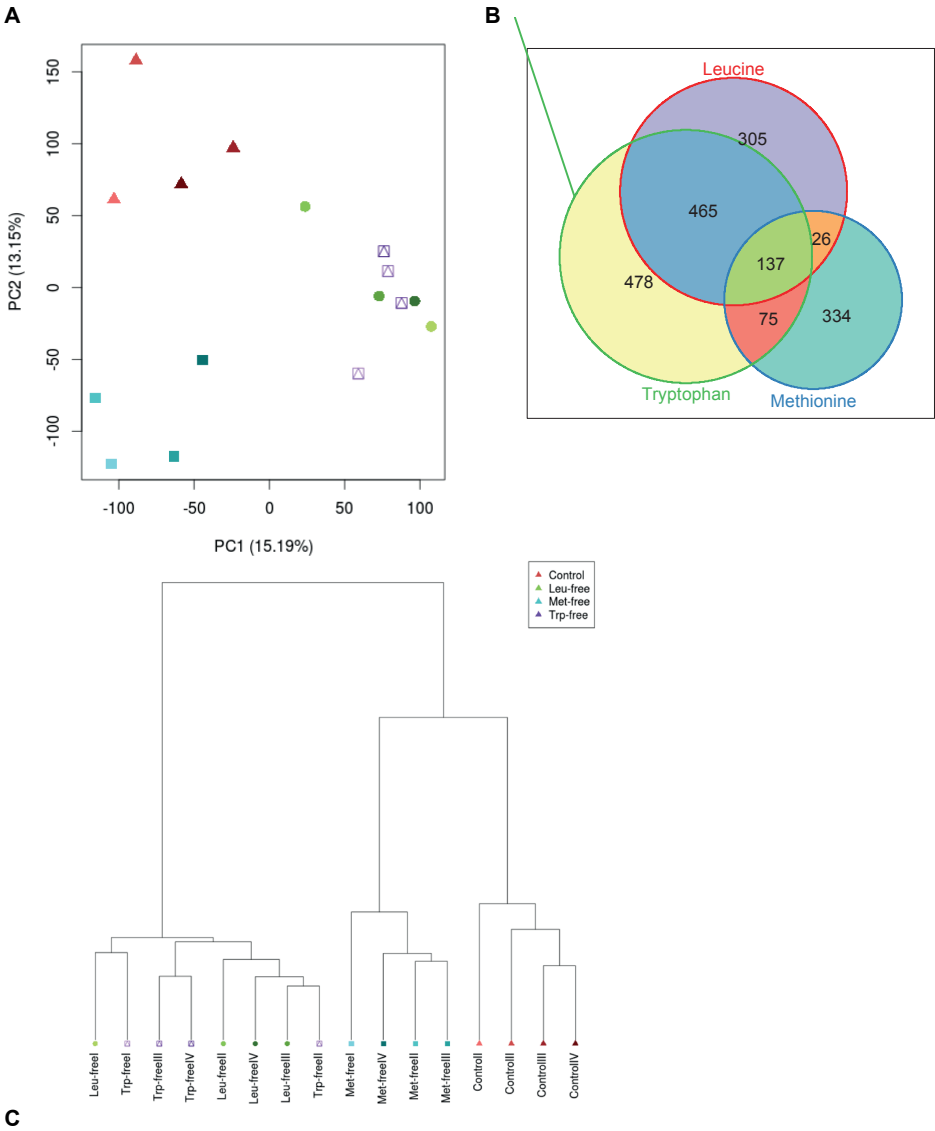 A
B
150
100
50
0
-50
-100
PC2 (13.15%)
-100 -50 0 50 100
PC1 (15.19%)
Leucine
305
465
26
137
478
75
334
Tryptophan
Methionine
Control
Leu-free
Met-free
Trp-free
Leu-freeI
Trp-freeI
Trp-freeIII
Trp-freeIV
Leu-freeII
Leu-freeIV
Leu-freeIII
Trp-freeII
Met-freeI
Met-freeIV
Met-freeII
Met-freeIII
ControlI
ControlII
ControlIII
ControlIV
C